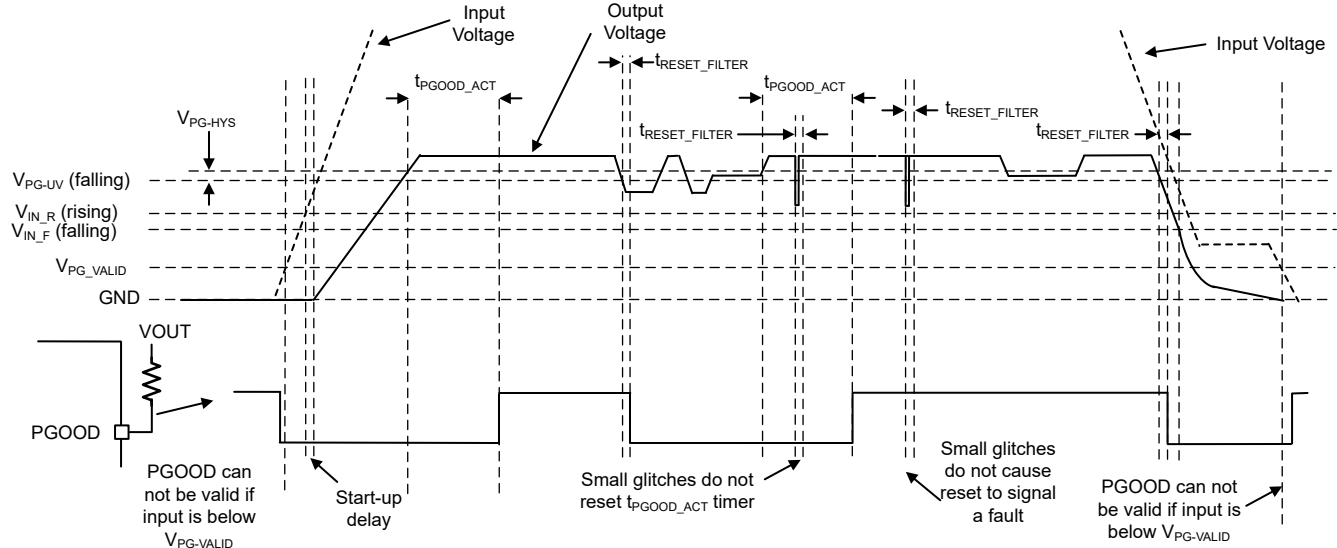 Input
Voltage
Output
Voltage
Input Voltage
tRESET_FILTER
tPGOOD_ACT
tPGOOD_ACT
tRESET_FILTER
tRESET_FILTER
tRESET_FILTER
VPG-HYS
VPG-UV (falling)
VIN_R (rising)
VIN_F (falling)
VPG_VALID
GND
VOUT
PGOOD
PGOOD can
not be valid if
input is below
VPG-VALID
Start-up
delay
Small glitches do not
reset tPGOOD_ACT timer
Small glitches
do not cause
reset to signal
a fault
PGOOD can not
be valid if input is
below VPG-VALID